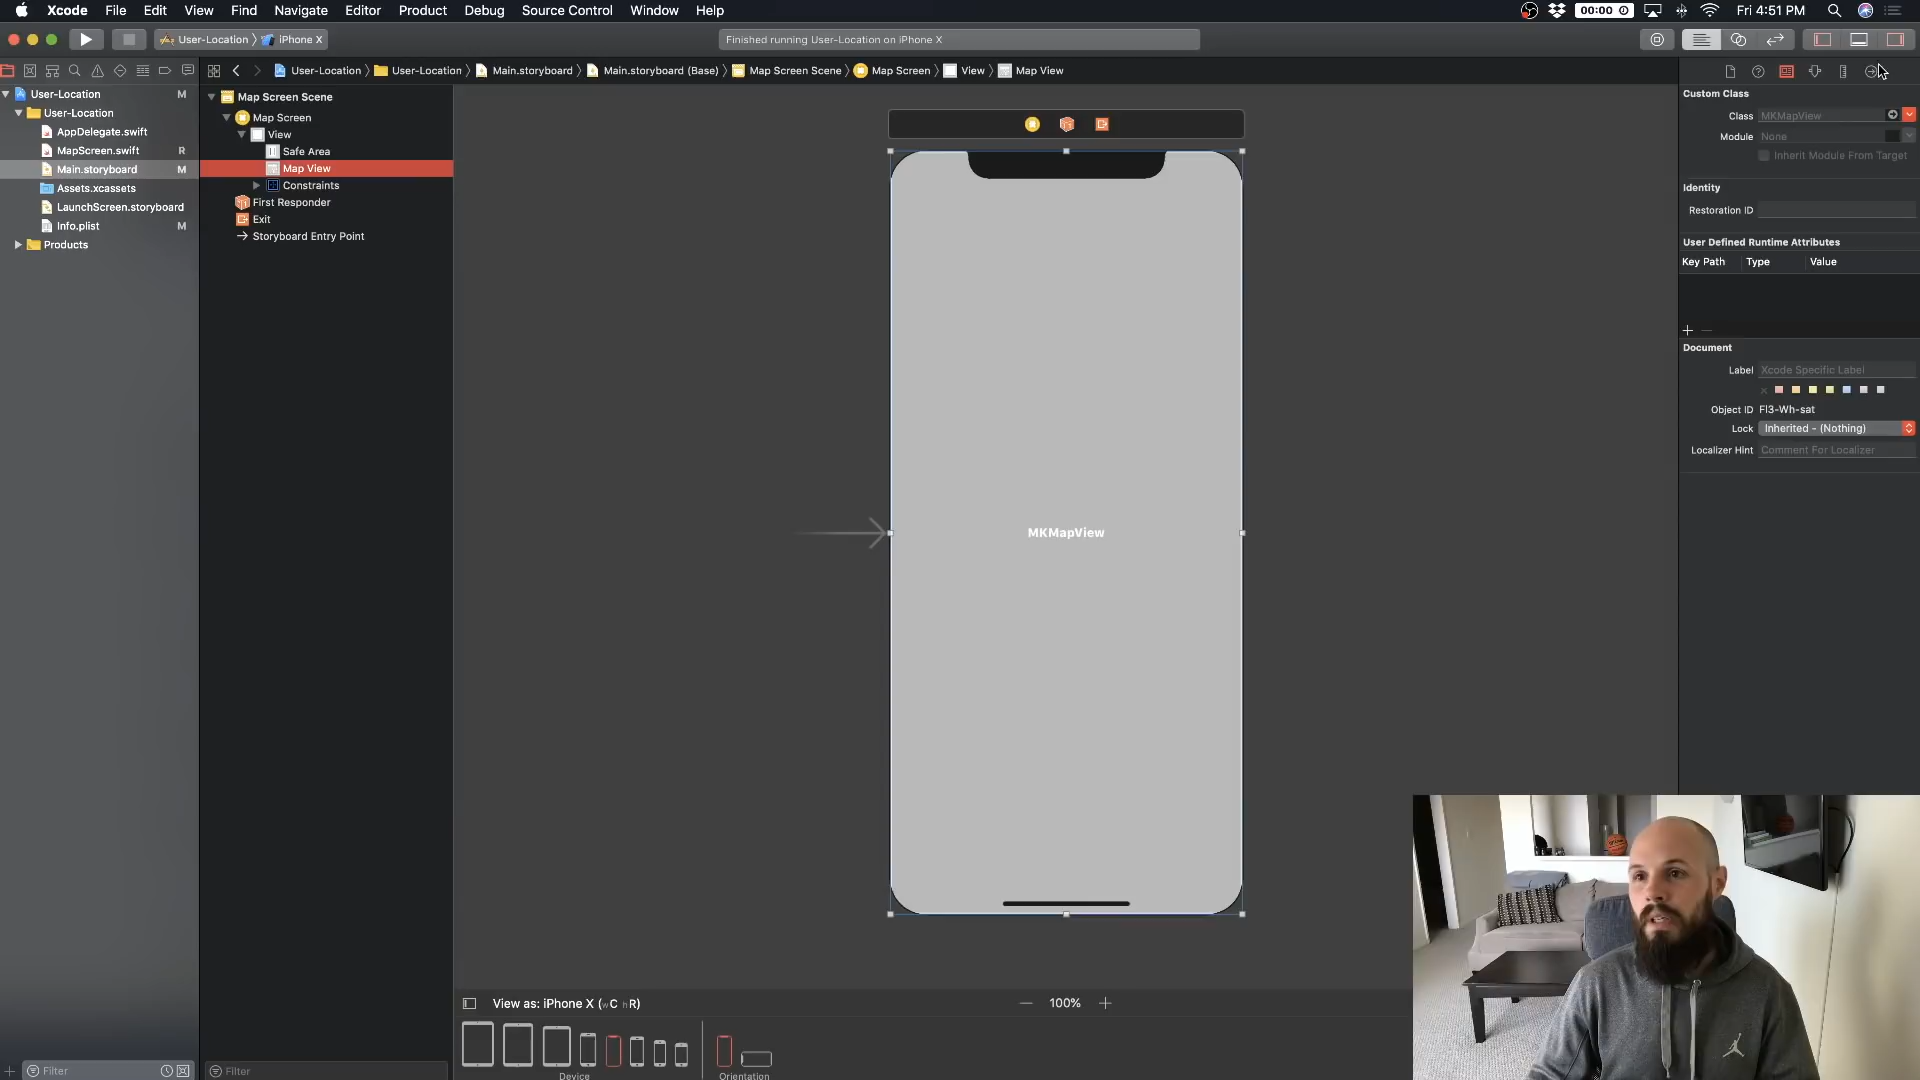 Xcode File Edit View Find Navigate Editor Product Debug Source Control Window Help
00:00
Fri 4:51 PM
User-Location
iPhone X
Finished running User-Location on iPhone X
User-Location
User-Location
Main.storyboard
Main.storyboard (Base)
Map Screen Scene
Map Screen
View
Map View
User-Location M
User-Location
AppDelegate.swift
MapScreen.swift R
Main.storyboard M
Assets.xcassets
LaunchScreen.storyboard
Info.plist M
Products
Map Screen Scene
Map Screen
View
Safe Area
Map View
Constraints
First Responder
Exit
Storyboard Entry Point
MKMapView
Custom Class
Class MKMapView
Module None
Inherit Module From Target
Identity
Restoration ID
User Defined Runtime Attributes
Key Path Type Value
Document
Label Xcode Specific Label
Object ID FI3-Wh-sat
Lock Inherited - (Nothing)
Localizer Hint Comment For Localizer
View as: iPhone X (wC hR)
100%
Device
Orientation
Filter
Filter